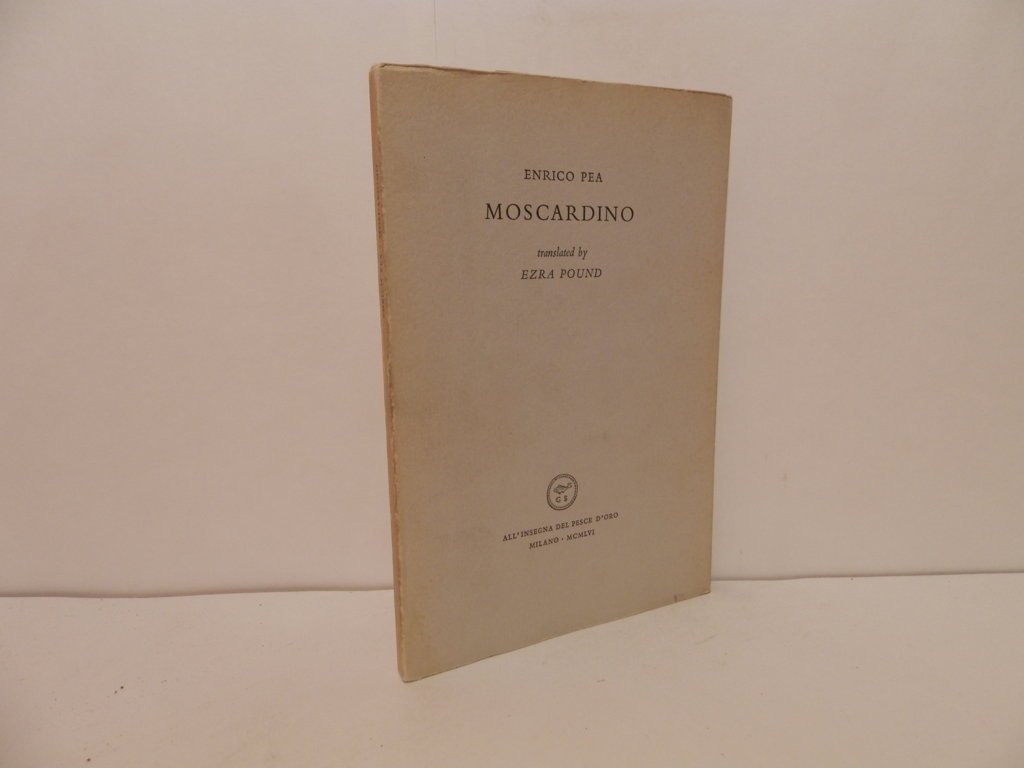 ENRICO PEA
MOSCARDINO
translated by
EZRA POUND
G S
ALL'INSEGNA DEL PESCE D'ORO
MILANO · MCMLVI